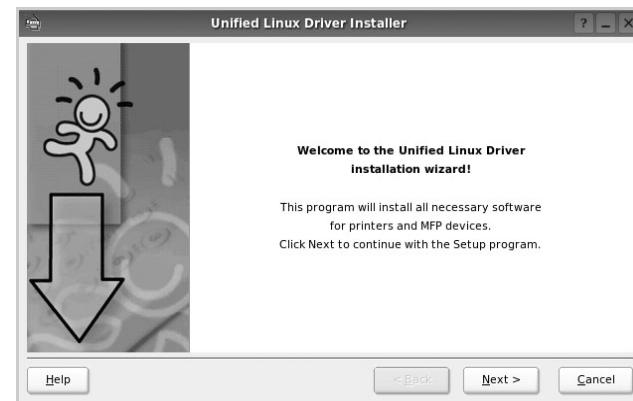 Unified Linux Driver Installer
Welcome to the Unified Linux Driver
installation wizard!
This program will install all necessary software
for printers and MFP devices.
Click Next to continue with the Setup program.
Help
< Back
Next >
Cancel